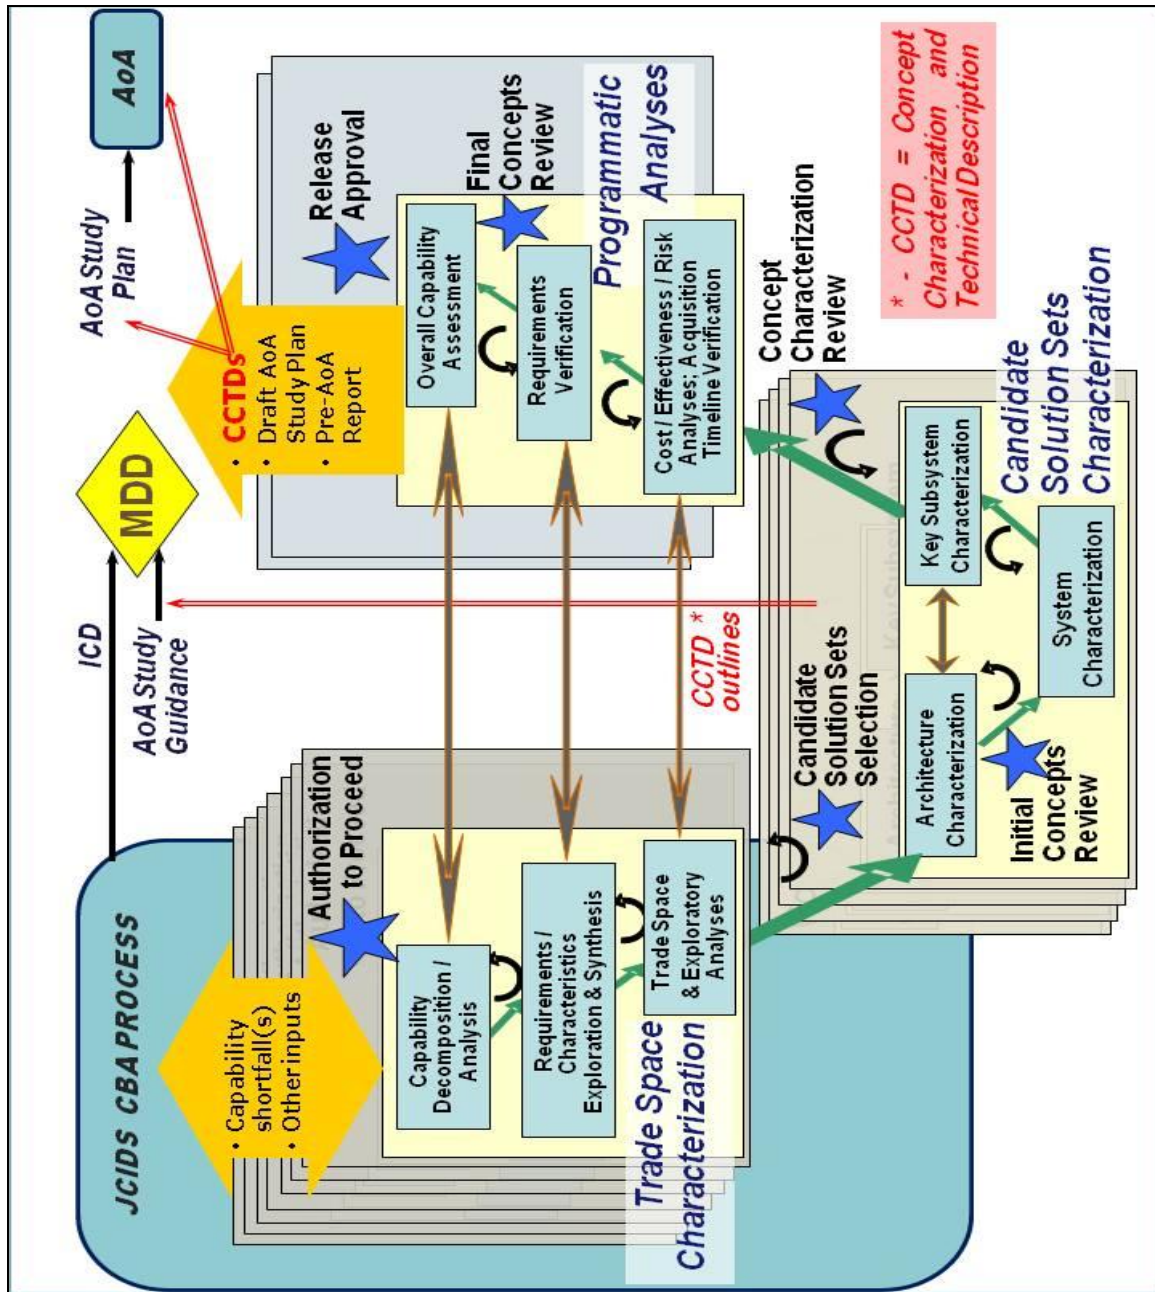 JCIDS CBA PROCESS
• Capability
shortfall(s)
• Other inputs
Authorization
to Proceed
Capability
Decomposition /
Analysis
Requirements /
Characteristics
Exploration & Synthesis
Trade Space
& Exploratory
Analyses
Trade Space
Characterization
ICD
AoA Study
Guidance
MDD
AoA Study
Plan
AoA
CCTDs
• Draft AoA
Study Plan
• Pre-AoA
Report
Release
Approval
Overall Capability
Assessment
Final
Concepts
Review
Requirements
Verification
Cost / Effectiveness / Risk
Analyses; Acquisition
Timeline Verification
Programmatic
Analyses
CCTD *
outlines
Candidate
Solution Sets
Selection
Architecture
Characterization
Initial
Concepts
Review
System
Characterization
Key Subsystem
Characterization
Concept
Characterization
Review
Candidate
Solution Sets
Characterization
* - CCTD = Concept
Characterization and
Technical Description